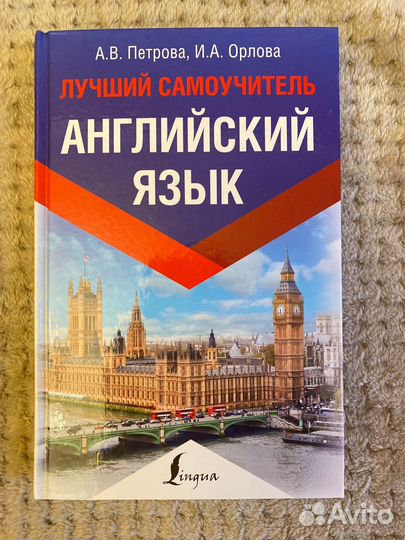 А.В. Петрова, И.А. Орлова
ЛУЧШИЙ САМОУЧИТЕЛЬ
АНГЛИЙСКИЙ
ЯЗЫК
Lingua
Avito